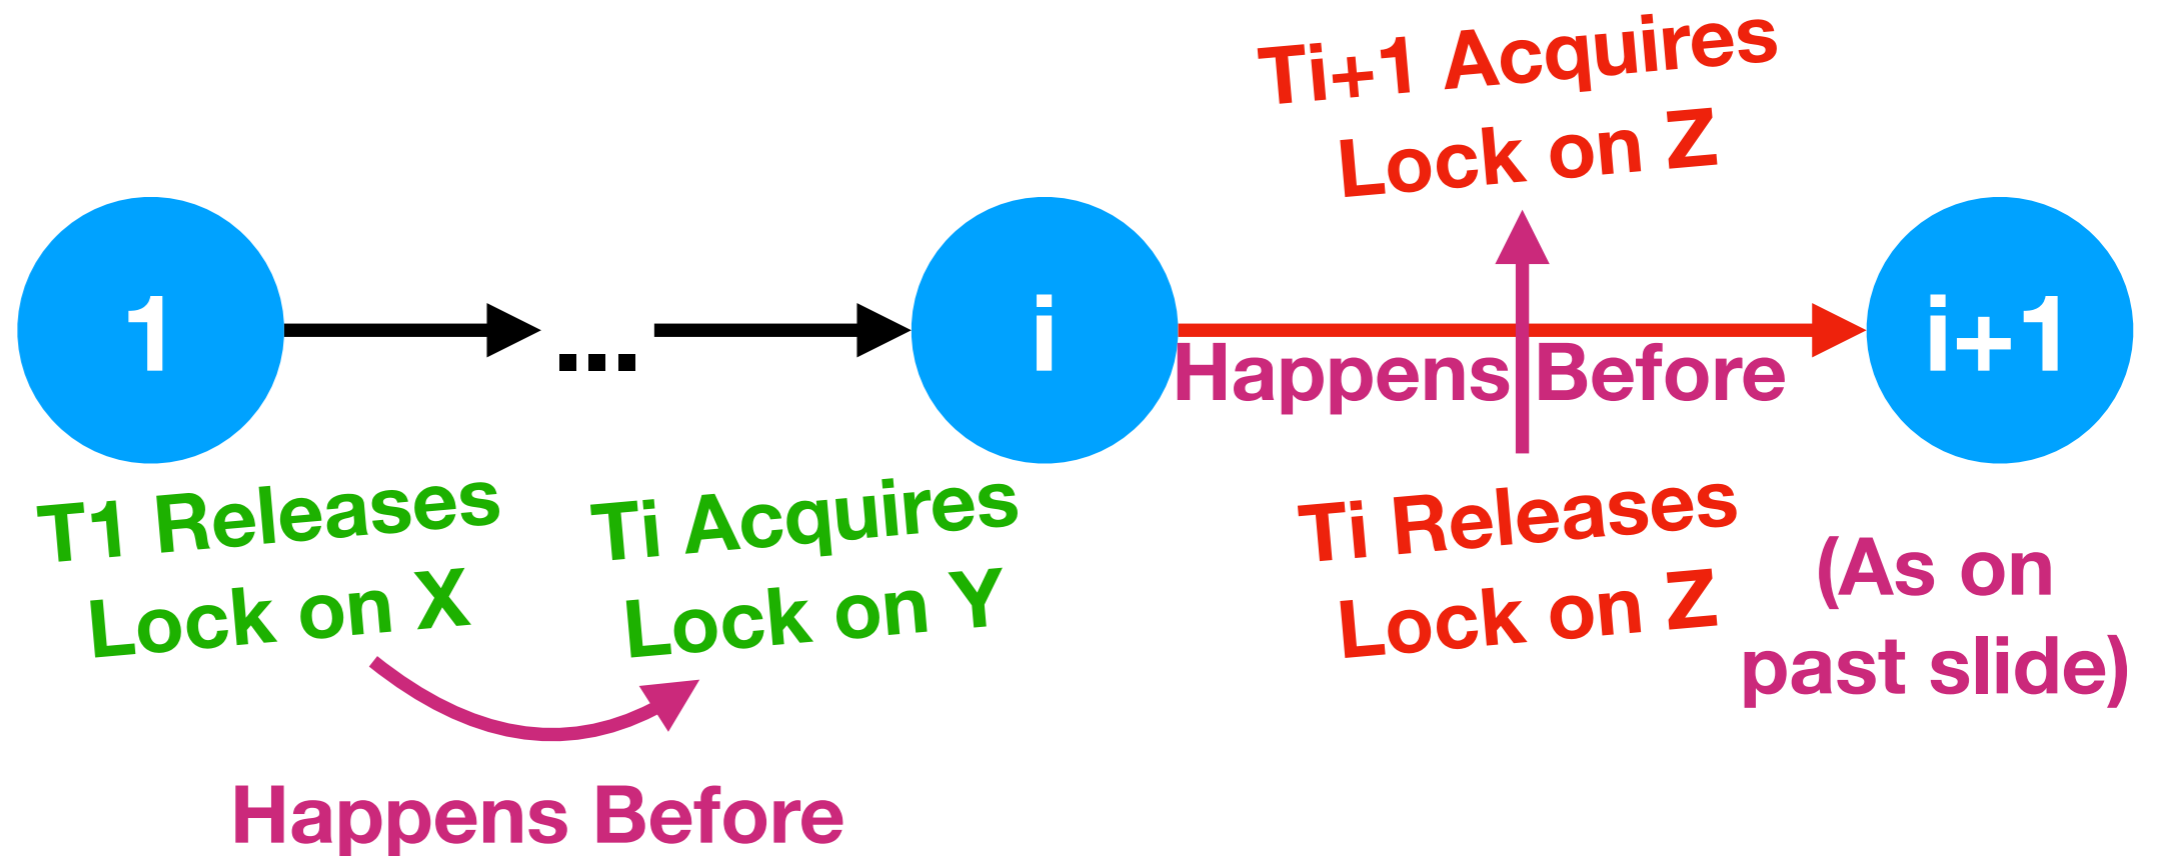 Ti+1 Acquires
Lock on Z
1
...
i
i+1
Happens Before
T1 Releases
Lock on X
Ti Acquires
Lock on Y
Ti Releases
Lock on Z
(As on
past slide)
Happens Before